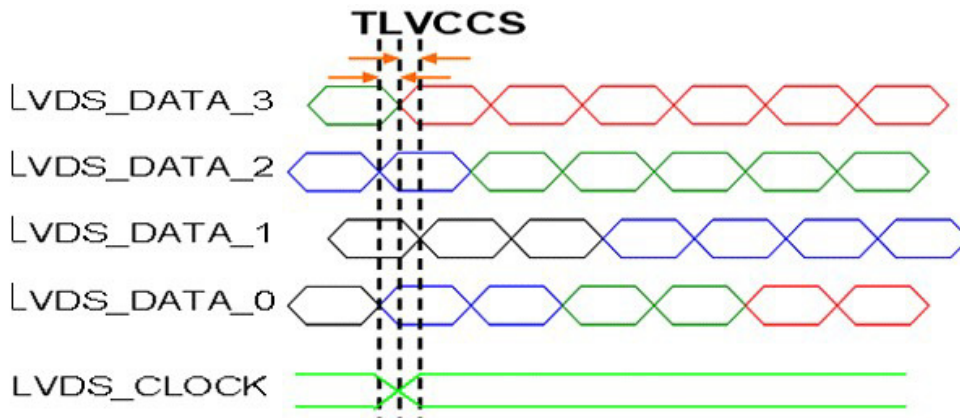 TLVCCS
LVDS_DATA_3
LVDS_DATA_2
LVDS_DATA_1
LVDS_DATA_0
LVDS_CLOCK